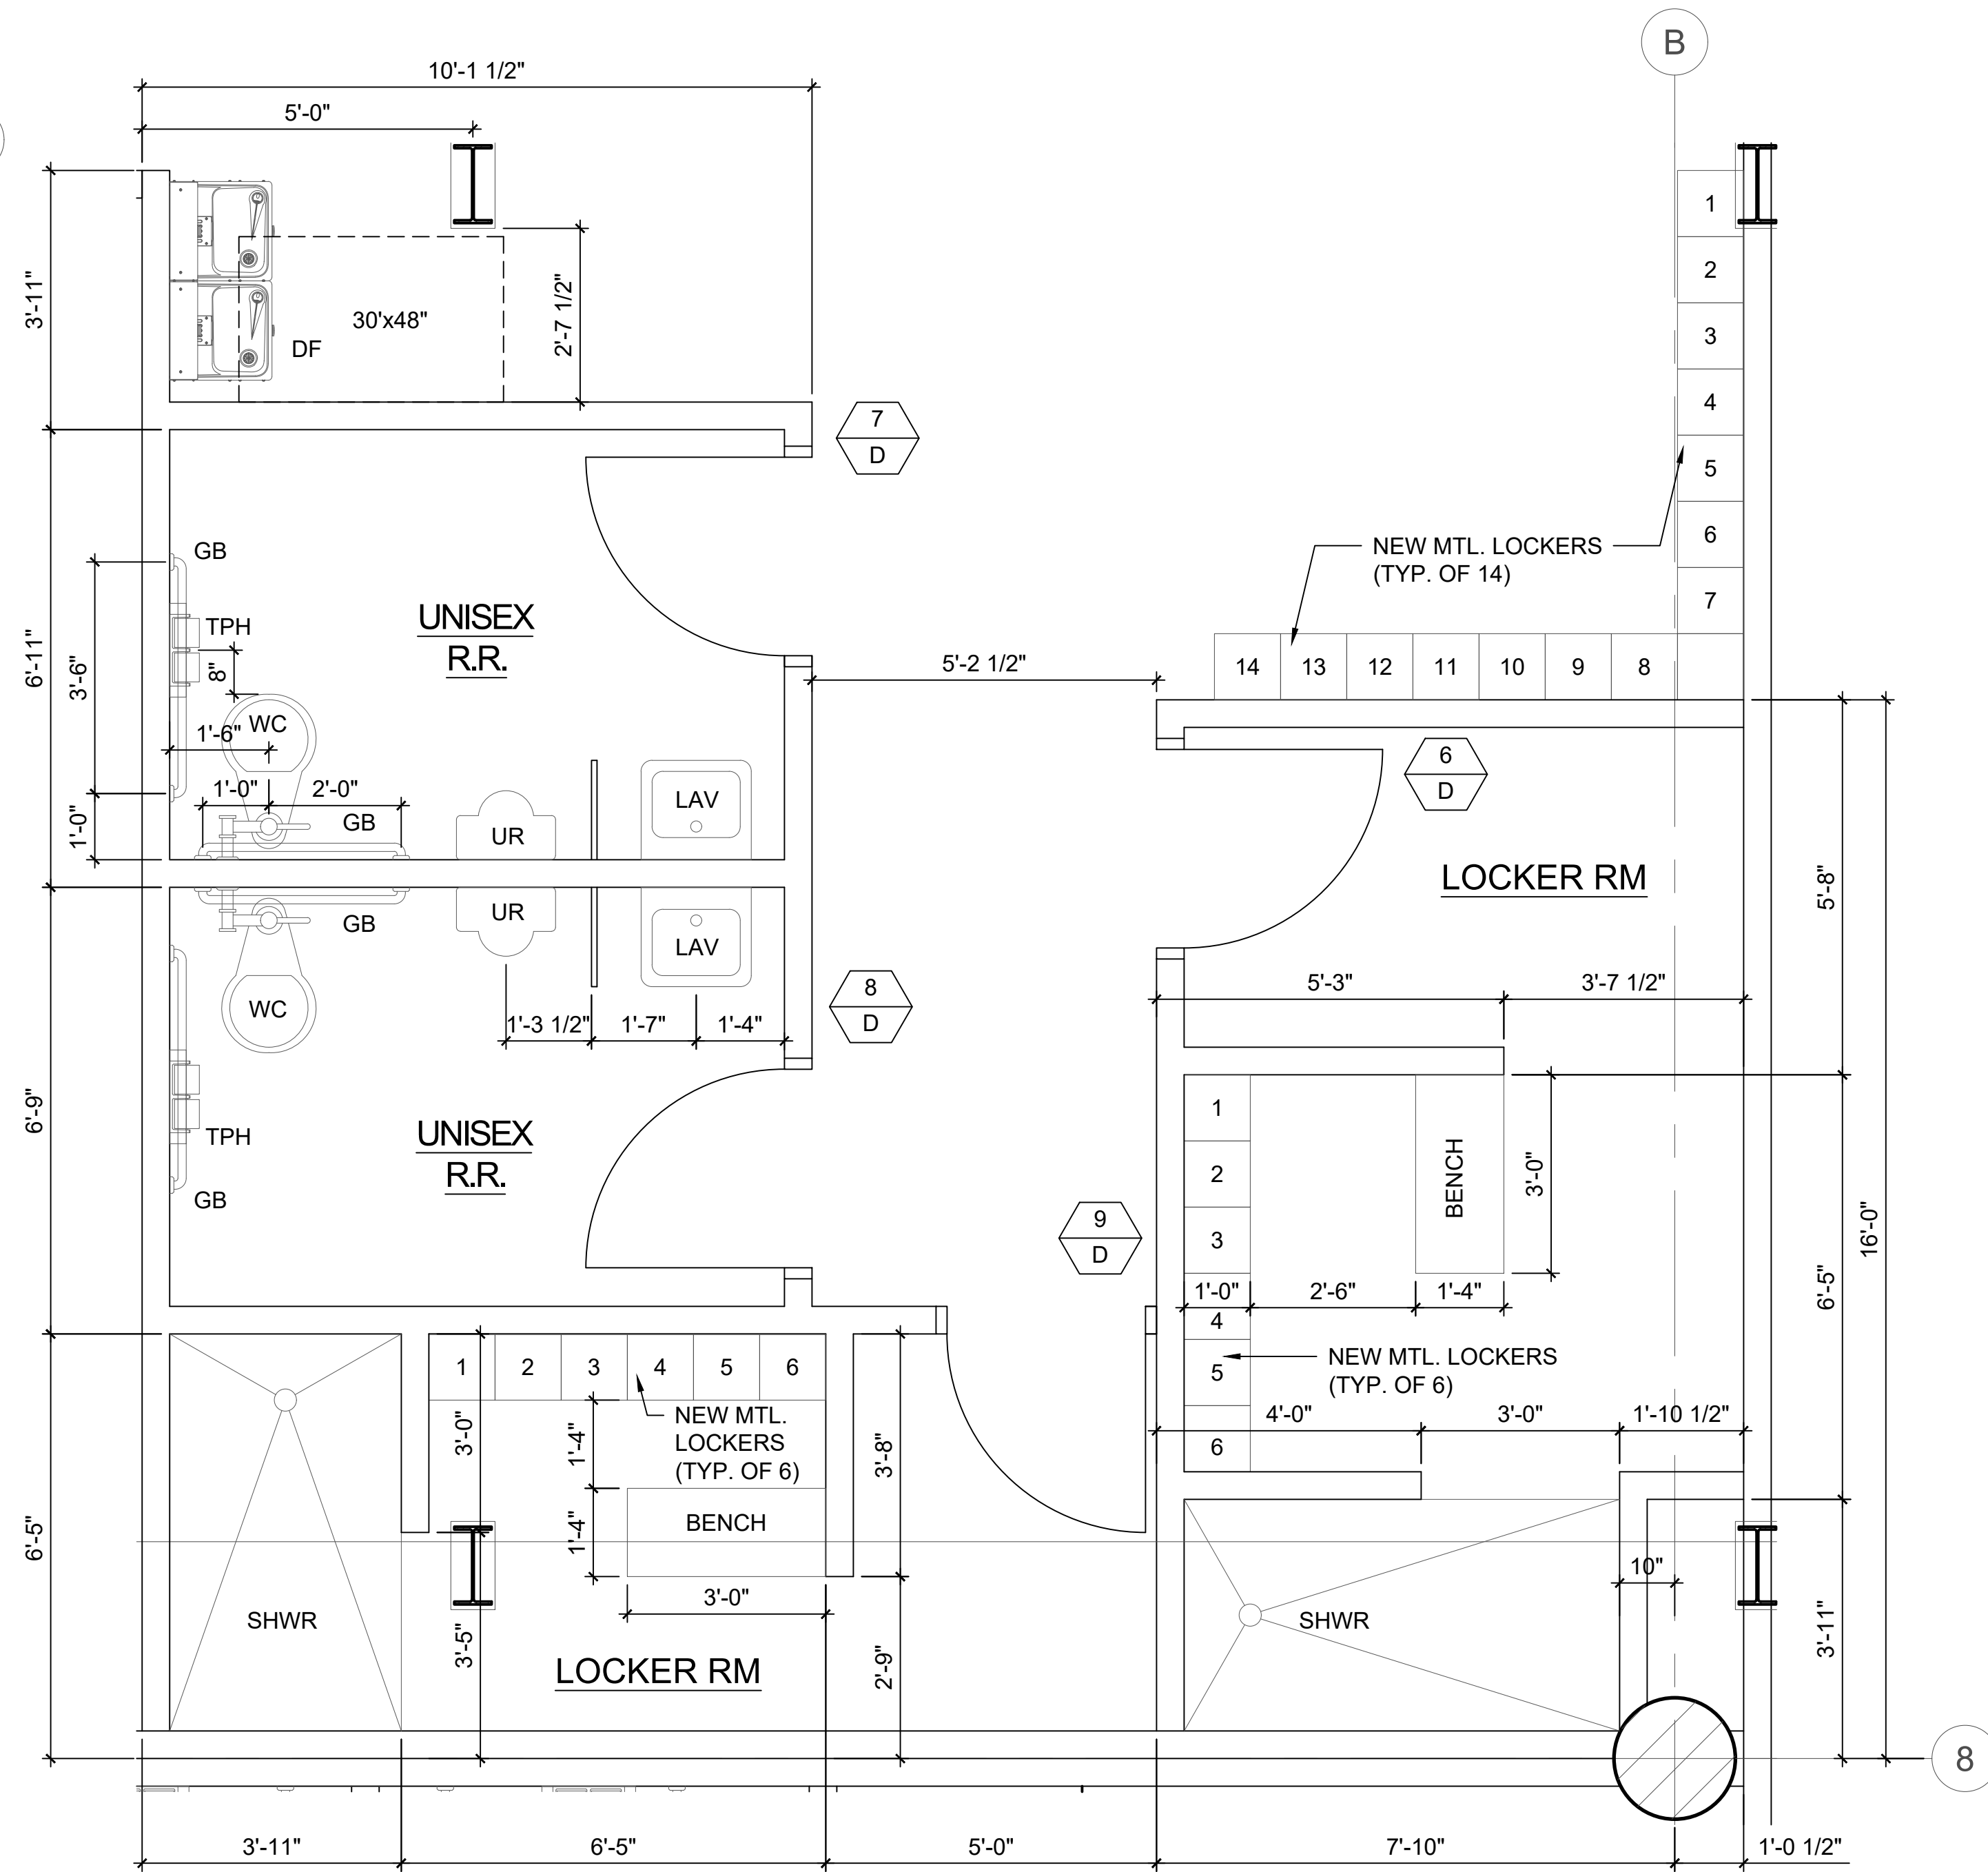 B
10'-1 1/2"
5'-0"
3'-11"
30'x48"
DF
2'-7 1/2"
1
2
3
4
5
6
7
7
D
NEW MTL. LOCKERS
(TYP. OF 14)
14 13 12 11 10 9 8
GB
TPH
UNISEX
R.R.
6'-11"
3'-6"
8"
WC
1'-6"
1'-0" 2'-0"
GB
1'-0"
UR
LAV
5'-2 1/2"
6
D
LOCKER RM
5'-8"
16'-0"
GB
UR
LAV
WC
1'-3 1/2" 1'-7" 1'-4"
8
D
5'-3" 3'-7 1/2"
6'-9"
TPH
GB
UNISEX
R.R.
9
D
1
2
3
4
5
6
BENCH
3'-0"
1'-0" 2'-6" 1'-4"
6'-5"
NEW MTL. LOCKERS
(TYP. OF 6)
4'-0" 3'-0" 1'-10 1/2"
1 2 3 4 5 6
NEW MTL.
LOCKERS
(TYP. OF 6)
3'-0"
1'-4"
3'-8"
BENCH
1'-4"
3'-0"
6'-5"
SHWR
3'-5"
2'-9"
LOCKER RM
SHWR
10"
3'-11"
8
3'-11" 6'-5" 5'-0" 7'-10" 1'-0 1/2"